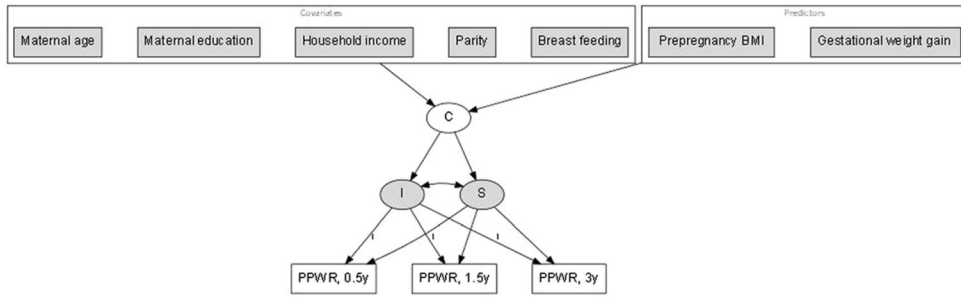 Covariates
Predictors
Maternal age
Maternal education
Household income
Parity
Breast feeding
Prepregnancy BMI
Gestational weight gain
C
I
S
1
1
1
PPWR, 0.5y
PPWR, 1.5y
PPWR, 3y